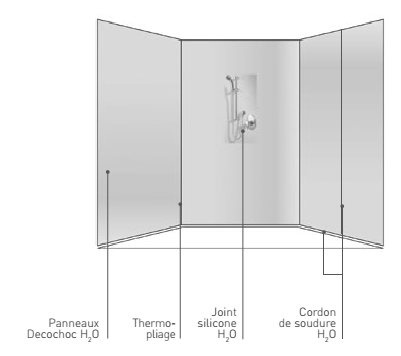 Panneaux
Decochoc H₂O
Thermo-
pliage
Joint
silicone
H₂O
Cordon
de soudure
H₂O